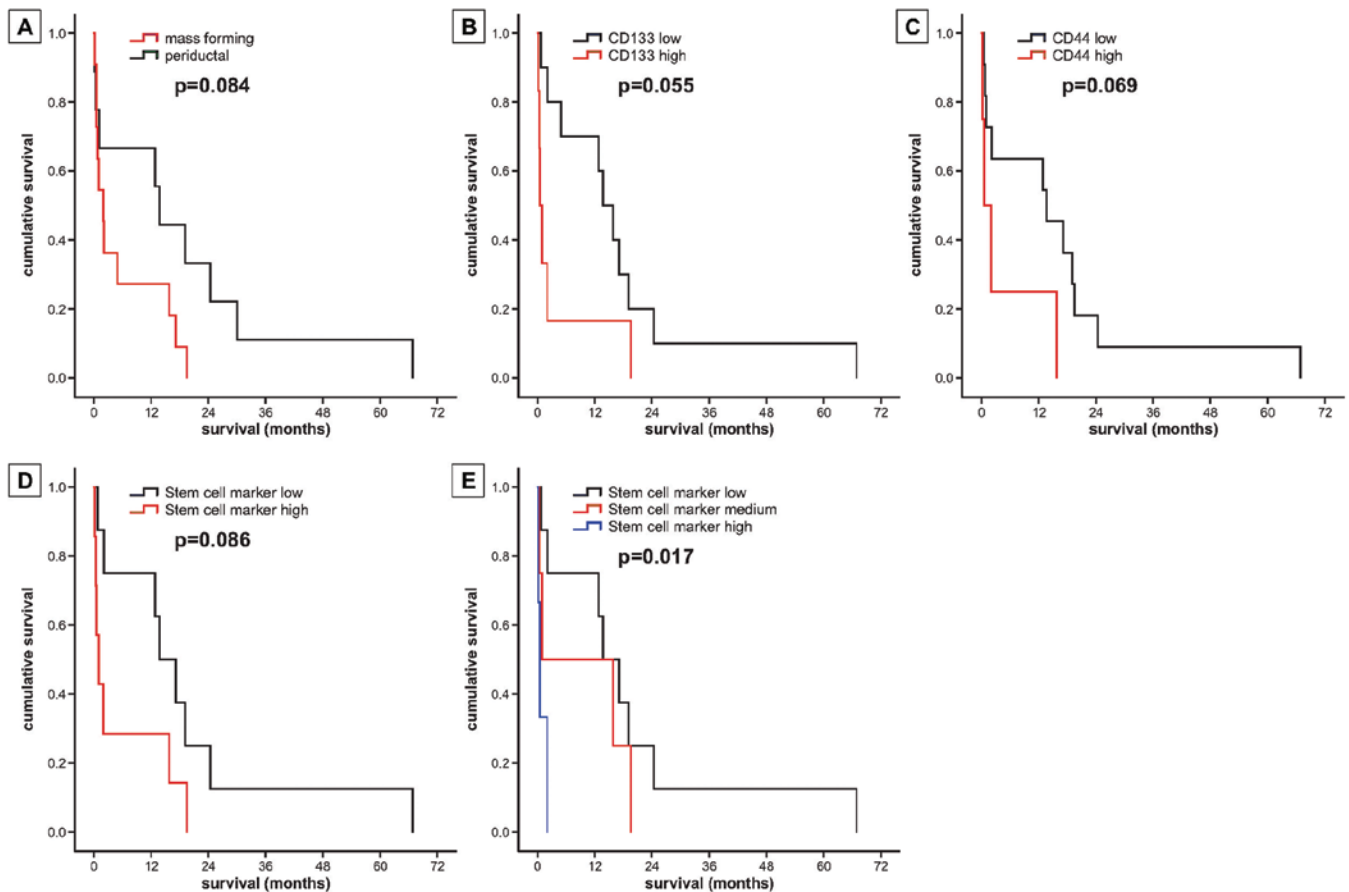 A
mass forming
periductal
p=0.084
cumulative survival
1.0
0.8
0.6
0.4
0.2
0.0
0 12 24 36 48 60 72
survival (months)
B
CD133 low
CD133 high
p=0.055
cumulative survival
1.0
0.8
0.6
0.4
0.2
0.0
0 12 24 36 48 60 72
survival (months)
C
CD44 low
CD44 high
p=0.069
cumulative survival
1.0
0.8
0.6
0.4
0.2
0.0
0 12 24 36 48 60 72
survival (months)
D
Stem cell marker low
Stem cell marker high
p=0.086
cumulative survival
1.0
0.8
0.6
0.4
0.2
0.0
0 12 24 36 48 60 72
survival (months)
E
Stem cell marker low
Stem cell marker medium
Stem cell marker high
p=0.017
cumulative survival
1.0
0.8
0.6
0.4
0.2
0.0
0 12 24 36 48 60 72
survival (months)